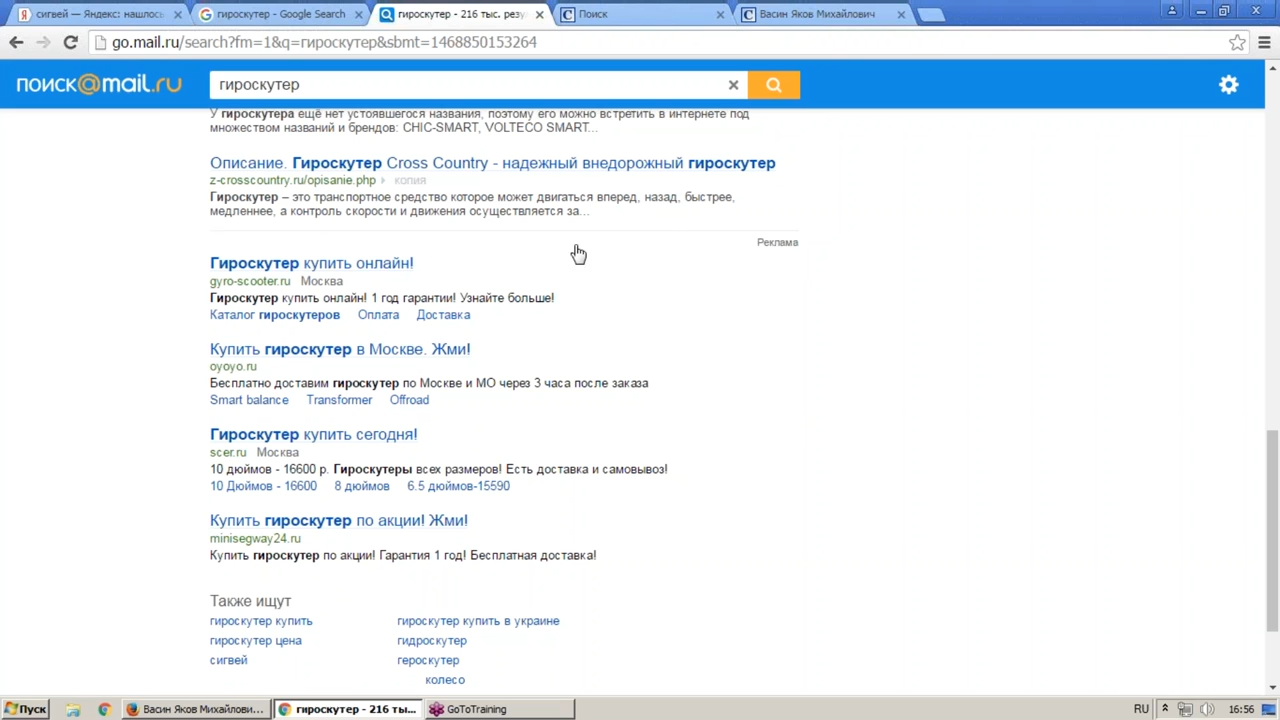 сигвей — Яндекс: нашлось
гироскутер - Google Search
гироскутер - 216 тыс. резу
Поиск
Васин Яков Михайлович
go.mail.ru/search?fm=1&q=гироскутер&sbmt=1468850153264
поиск@mail.ru
гироскутер
У гироскутера ещё нет устоявшегося названия, поэтому его можно встретить в интернете под
множеством названий и брендов: CHIC-SMART, VOLTECO SMART...
Описание. Гироскутер Cross Country - надежный внедорожный гироскутер
z-crosscountry.ru/opisanie.php копия
Гироскутер – это транспортное средство которое может двигаться вперед, назад, быстрее,
медленнее, а контроль скорости и движения осуществляется за...
Реклама
Гироскутер купить онлайн!
gyro-scooter.ru Москва
Гироскутер купить онлайн! 1 год гарантии! Узнайте больше!
Каталог гироскутеров Оплата Доставка
Купить гироскутер в Москве. Жми!
oyoyo.ru
Бесплатно доставим гироскутер по Москве и МО через 3 часа после заказа
Smart balance Transformer Offroad
Гироскутер купить сегодня!
scer.ru Москва
10 дюймов - 16600 р. Гироскутеры всех размеров! Есть доставка и самовывоз!
10 Дюймов - 16600 8 дюймов 6.5 дюймов-15590
Купить гироскутер по акции! Жми!
minisegway24.ru
Купить гироскутер по акции! Гарантия 1 год! Бесплатная доставка!
Также ищут
гироскутер купить гироскутер купить в украине
гироскутер цена гидроскутер
сигвей героскутер
колесо
Пуск
Васин Яков Михайлови...
гироскутер - 216 ты...
GoToTraining
RU
16:56